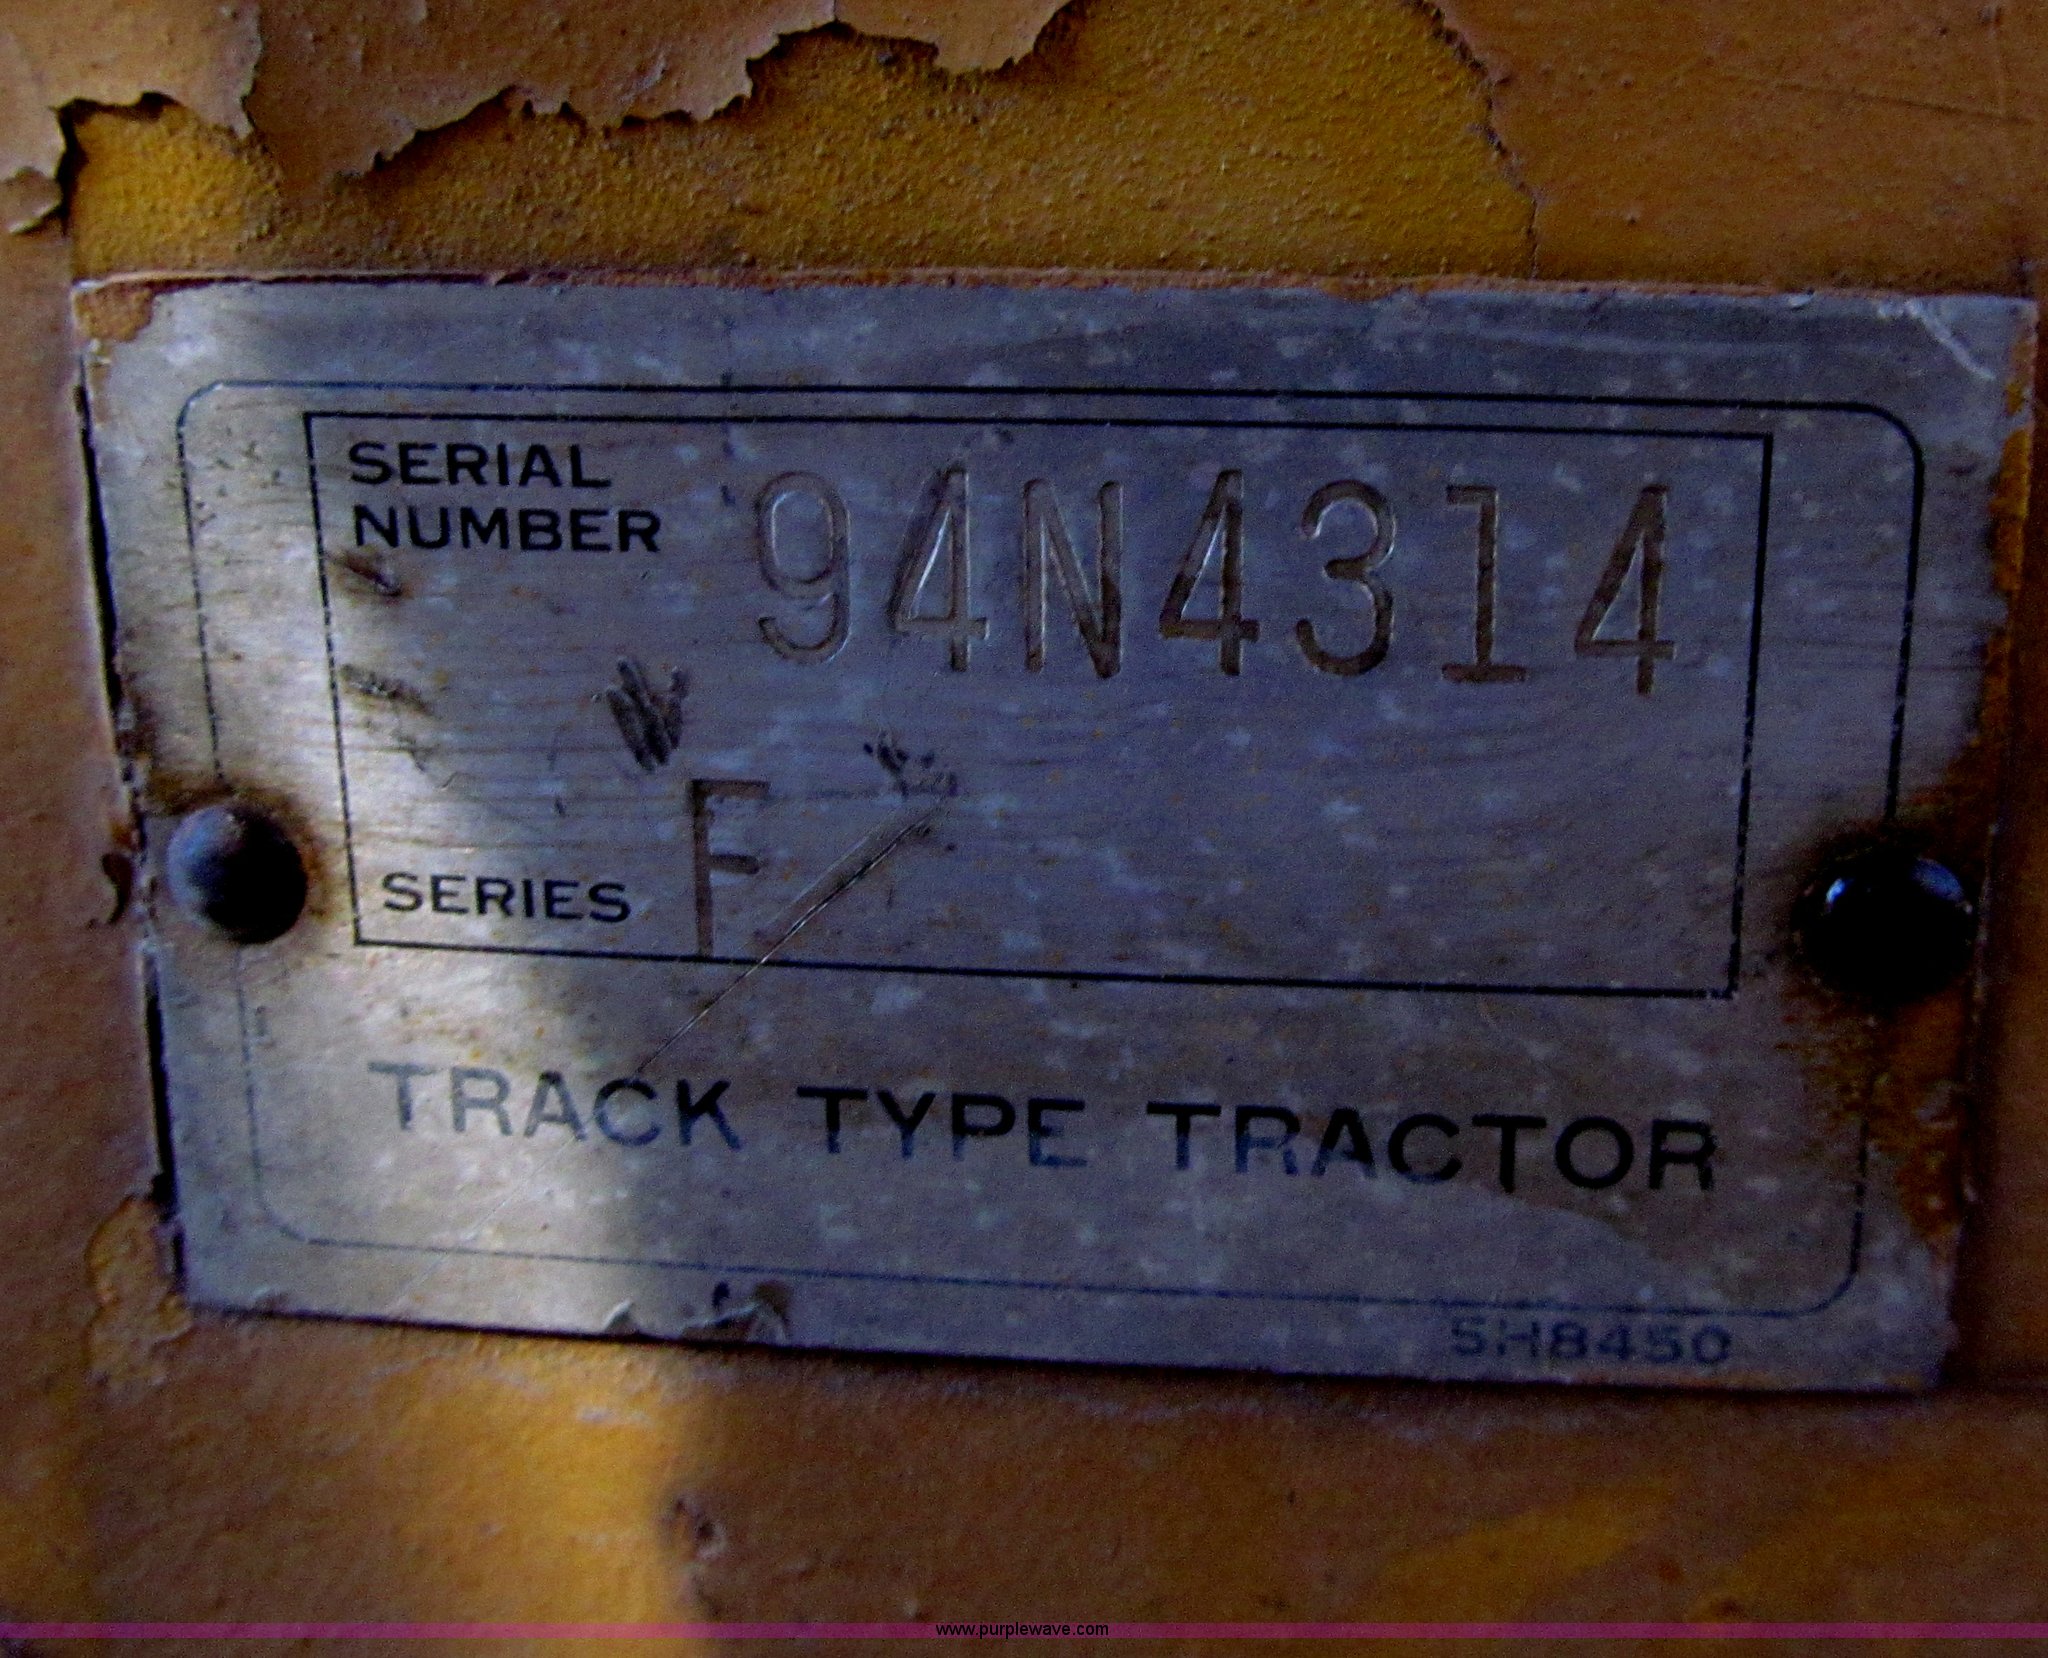 SERIAL
NUMBER 94N4314
SERIES F
TRACK TYPE TRACTOR
5H8450
www.purplewave.com